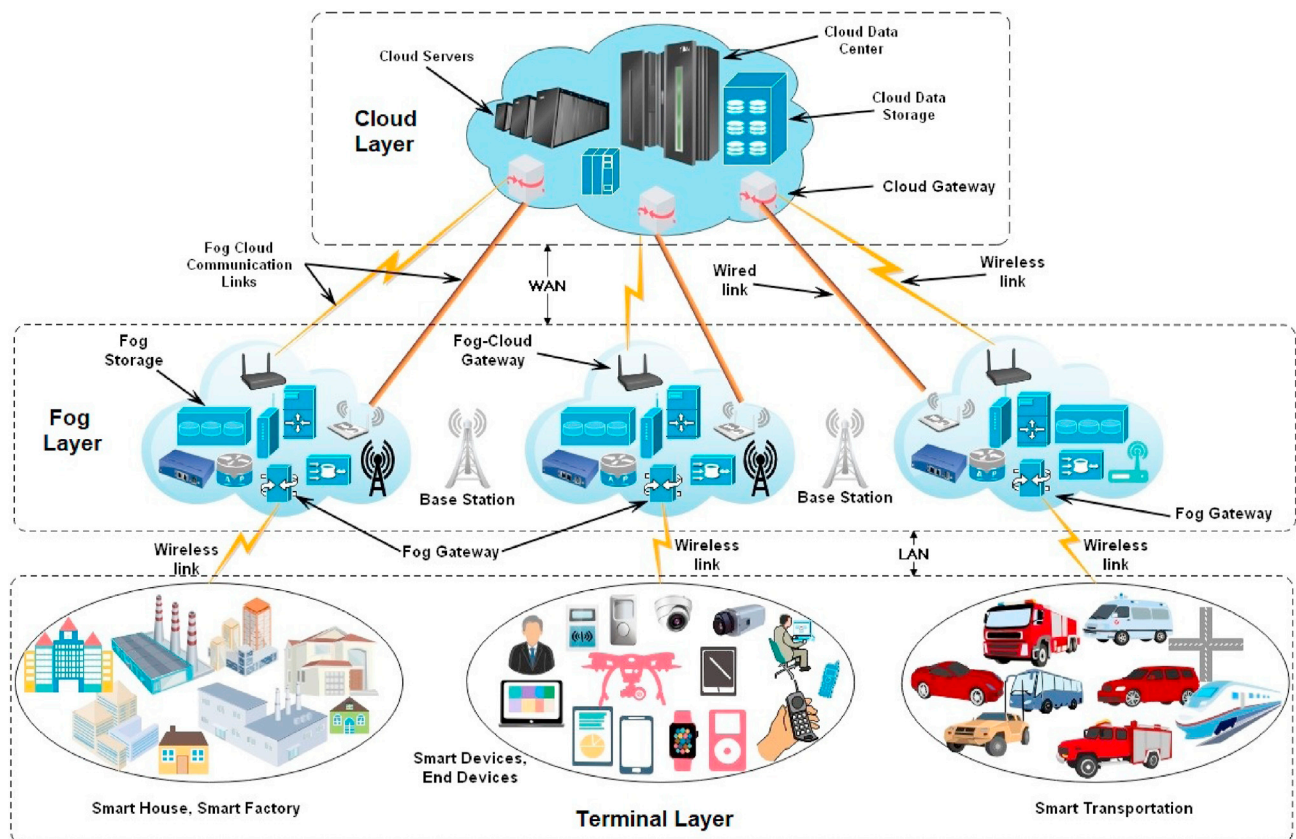 Cloud Data
Center
Cloud Servers
Cloud Data
Storage
Cloud
Layer
Cloud Gateway
Fog Cloud
Communication
Links
WAN
Wired
link
Wireless
link
Fog
Storage
Fog-Cloud
Gateway
Fog
Layer
Base Station
Base Station
Fog Gateway
Fog Gateway
Wireless
link
Wireless
link
LAN
Wireless
link
Smart Devices,
End Devices
Smart House, Smart Factory
Smart Transportation
Terminal Layer